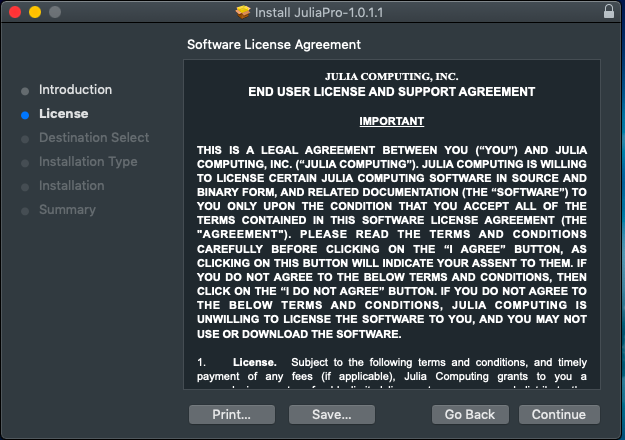 Install JuliaPro-1.0.1.1
Software License Agreement
Introduction
License
Destination Select
Installation Type
Installation
Summary
JULIA COMPUTING, INC.
END USER LICENSE AND SUPPORT AGREEMENT
IMPORTANT
THIS IS A LEGAL AGREEMENT BETWEEN YOU (“YOU”) AND JULIA
COMPUTING, INC. (“JULIA COMPUTING”). JULIA COMPUTING IS WILLING
TO LICENSE CERTAIN JULIA COMPUTING SOFTWARE IN SOURCE AND
BINARY FORM, AND RELATED DOCUMENTATION (THE “SOFTWARE”) TO
YOU ONLY UPON THE CONDITION THAT YOU ACCEPT ALL OF THE
TERMS CONTAINED IN THIS SOFTWARE LICENSE AGREEMENT (THE
"AGREEMENT"). PLEASE READ THE TERMS AND CONDITIONS
CAREFULLY BEFORE CLICKING ON THE “I AGREE” BUTTON, AS
CLICKING ON THIS BUTTON WILL INDICATE YOUR ASSENT TO THEM. IF
YOU DO NOT AGREE TO THE BELOW TERMS AND CONDITIONS, THEN
CLICK ON THE “I DO NOT AGREE” BUTTON. IF YOU DO NOT AGREE TO
THE BELOW TERMS AND CONDITIONS, JULIA COMPUTING IS
UNWILLING TO LICENSE THE SOFTWARE TO YOU, AND YOU MAY NOT
USE OR DOWNLOAD THE SOFTWARE.
1. License. Subject to the following terms and conditions, and timely
payment of any fees (if applicable), Julia Computing grants to you a
Print...
Save...
Go Back
Continue